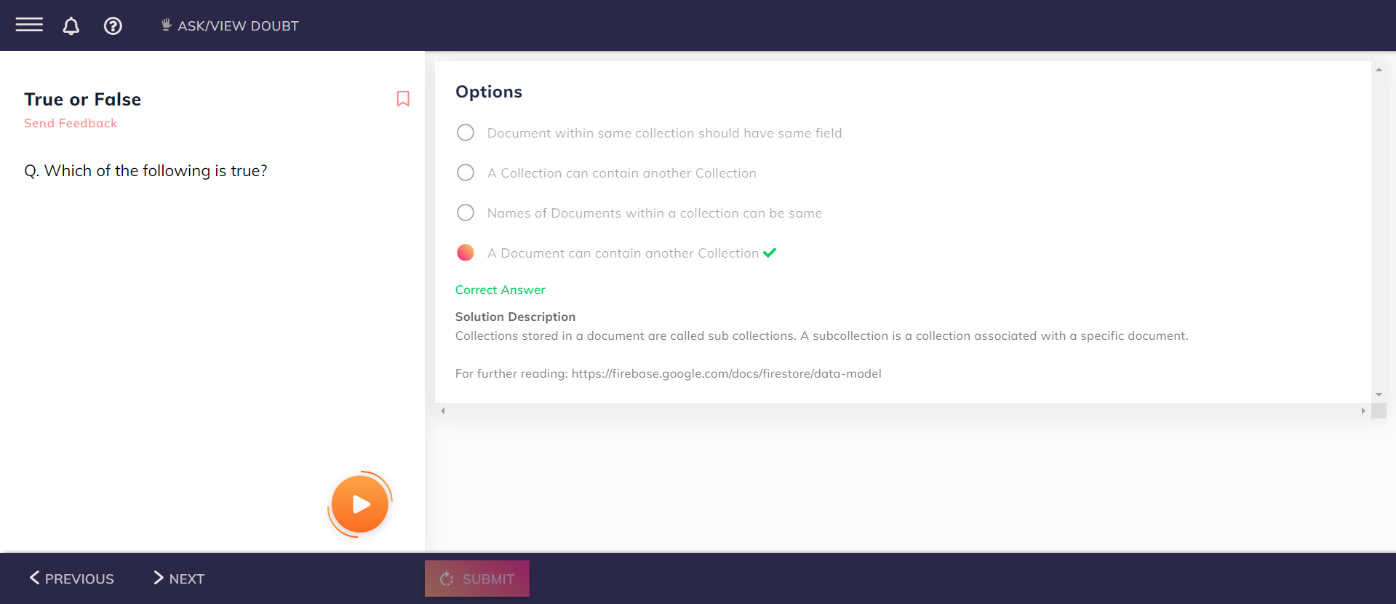 ASK/VIEW DOUBT
True or False
Send Feedback
Q. Which of the following is true?
Options
Document within same collection should have same field
A Collection can contain another Collection
Names of Documents within a collection can be same
A Document can contain another Collection
Correct Answer
Solution Description
Collections stored in a document are called sub collections. A subcollection is a collection associated with a specific document.
For further reading: https://firebase.google.com/docs/firestore/data-model
PREVIOUS
NEXT
SUBMIT